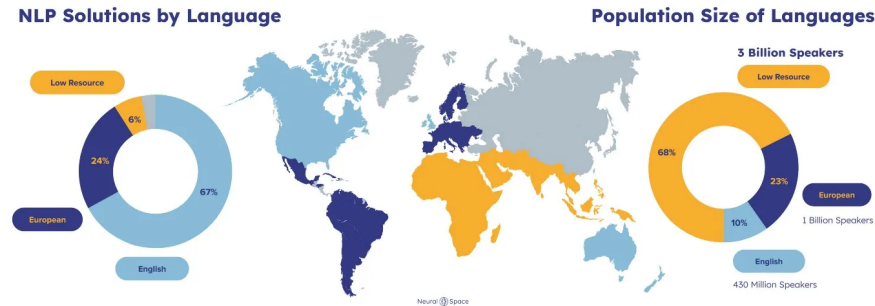 NLP Solutions by Language
Population Size of Languages
Low Resource
6%
24%
67%
European
English
3 Billion Speakers
Low Resource
68%
23%
European
1 Billion Speakers
10%
English
430 Million Speakers
Neural Space